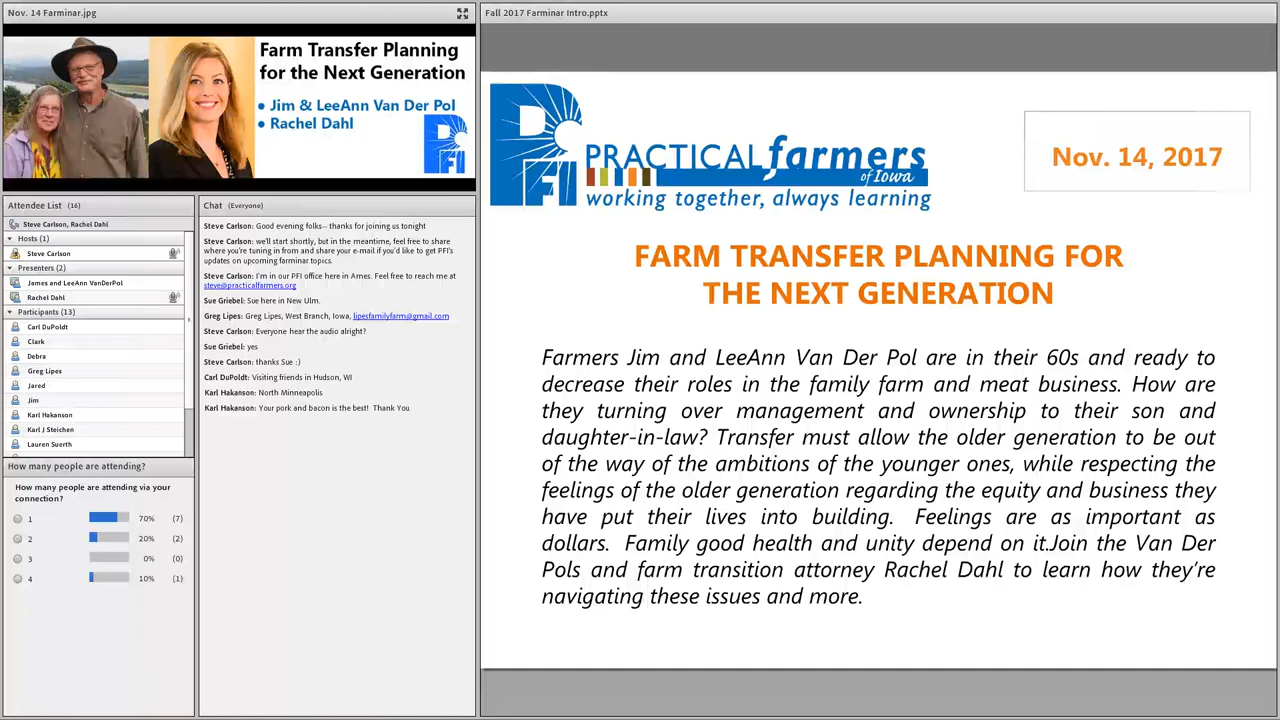 Nov. 14 Farminar.jpg
Farm Transfer Planning
for the Next Generation
• Jim & LeeAnn Van Der Pol
• Rachel Dahl
PFI
Attendee List (16)
Steve Carlson, Rachel Dahl
Hosts (1)
Steve Carlson
Presenters (2)
James and LeeAnn VanDerPol
Rachel Dahl
Participants (13)
Carl DuPoldt
Clark
Debra
Greg Lipes
Jared
Jim
Karl Hakanson
Karl J Steichen
Lauren Suerth
How many people are attending?
How many people are attending via your
connection?
1 70% (7)
2 20% (2)
3 0% (0)
4 10% (1)
Chat (Everyone)
Steve Carlson: Good evening folks-- thanks for joining us tonight
Steve Carlson: we'll start shortly, but in the meantime, feel free to share
where you're tuning in from and share your e-mail if you'd like to get PFI's
updates on upcoming farminar topics.
Steve Carlson: I'm in our PFI office here in Ames. Feel free to reach me at
steve@practicalfarmers.org
Sue Griebel: Sue here in New Ulm.
Greg Lipes: Greg Lipes, West Branch, Iowa, lipesfamilyfarm@gmail.com
Steve Carlson: Everyone hear the audio alright?
Sue Griebel: yes
Steve Carlson: thanks Sue :)
Carl DuPoldt: Visiting friends in Hudson, WI
Karl Hakanson: North Minneapolis
Karl Hakanson: Your pork and bacon is the best! Thank You.
Fall 2017 Farminar Intro.pptx
PFI
PRACTICAL farmers
of Iowa
working together, always learning
Nov. 14, 2017
FARM TRANSFER PLANNING FOR
THE NEXT GENERATION
Farmers Jim and LeeAnn Van Der Pol are in their 60s and ready to
decrease their roles in the family farm and meat business. How are
they turning over management and ownership to their son and
daughter-in-law? Transfer must allow the older generation to be out
of the way of the ambitions of the younger ones, while respecting the
feelings of the older generation regarding the equity and business they
have put their lives into building. Feelings are as important as
dollars. Family good health and unity depend on it.Join the Van Der
Pols and farm transition attorney Rachel Dahl to learn how they're
navigating these issues and more.